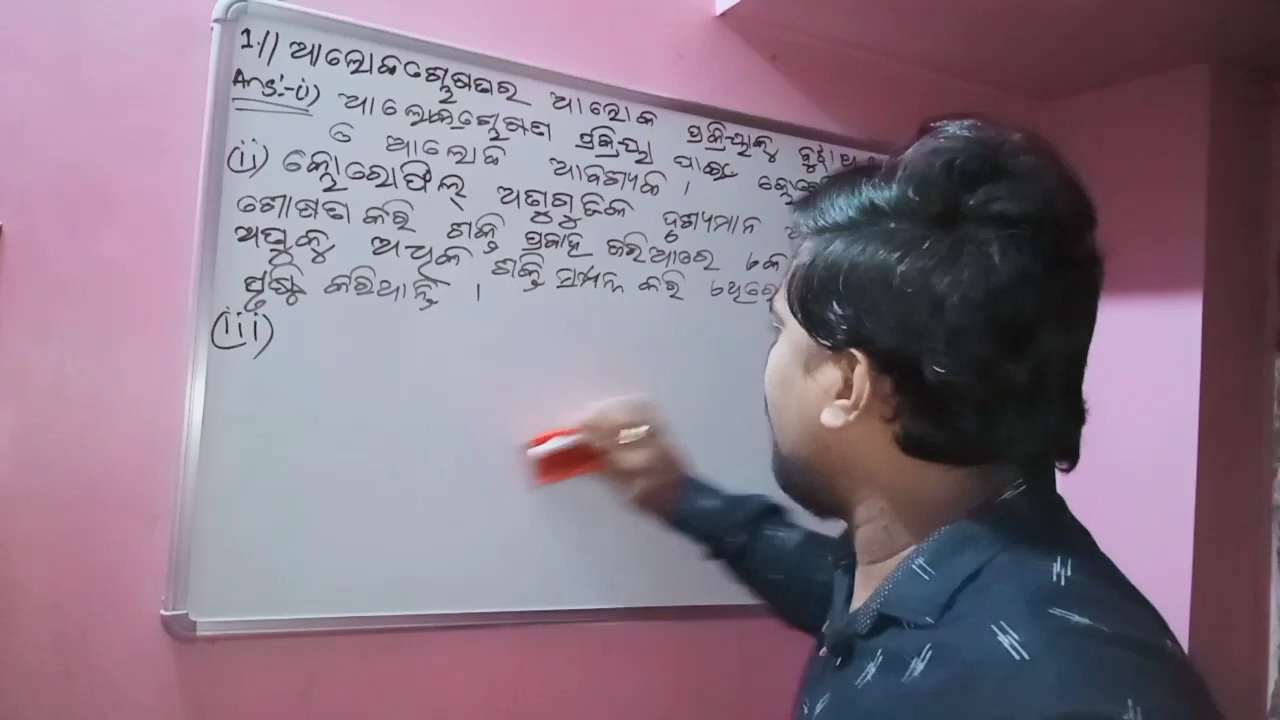 1.// ଆଲୋକଶ୍ଲେଷଣର ଆଲୋକ ପ୍ରକ୍ରିୟାକୁ ବୁଝାଅ
Ans:-i) ଆଲୋକଶ୍ଲେଷଣ ପ୍ରକ୍ରିୟା ପାଇଁ
ଓ ଆଲୋକ ଆବଶ୍ୟକ ।
(ii) କ୍ଲୋରୋଫିଲ୍ ଅଣୁଗୁଡିକ ଦୃଶ୍ୟମାନ
ଶୋଷଣ କରି ଶକ୍ତି ପ୍ରବାହ କରିଥାରେ
ଅଣୁକୁ ଅଧିକ ଶକ୍ତି ସମ୍ପନ୍ନ କରି
ସୃଷ୍ଟି କରିଥାନ୍ତି ।
(iii)